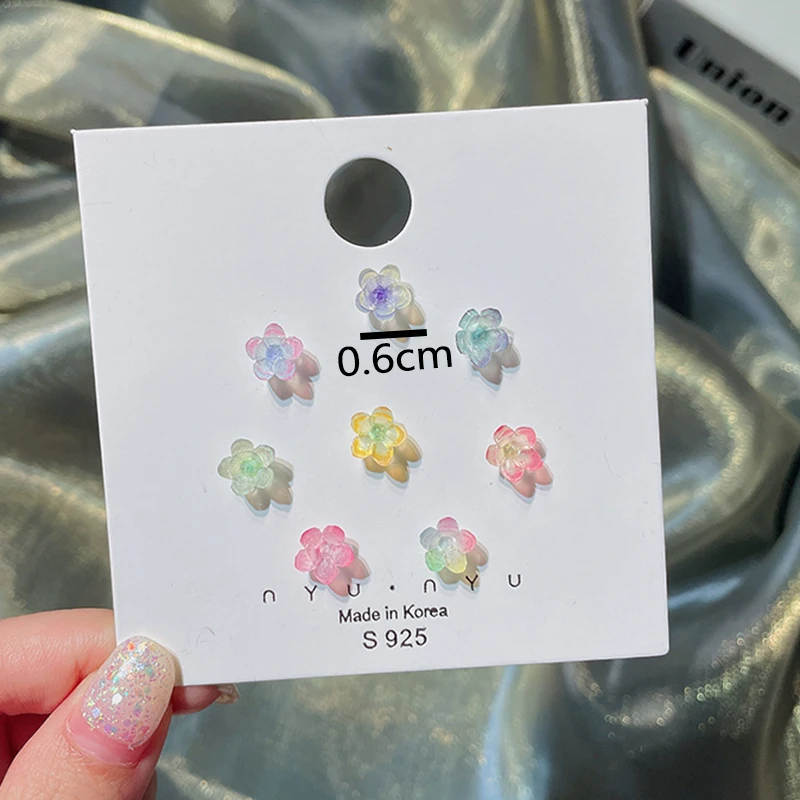 Union
0.6cm
n Y U · n Y U
Made in Korea
S 925